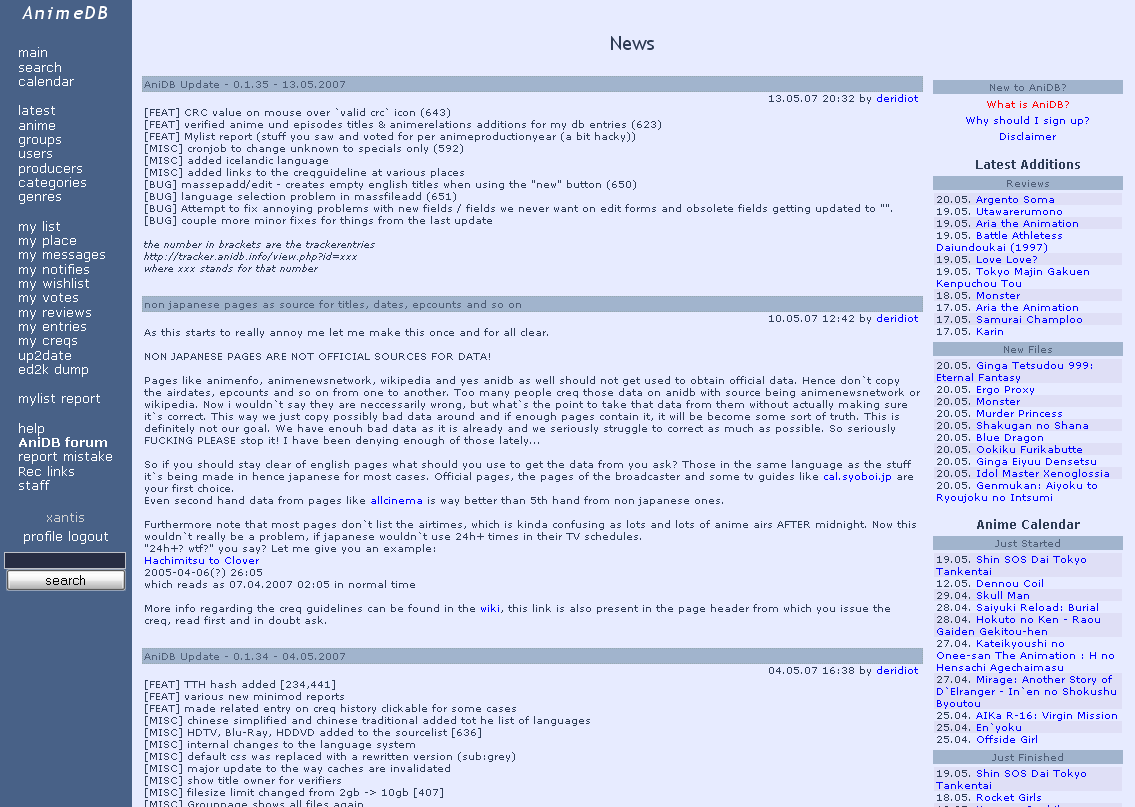 AnimeDB
main
search
calendar
latest
anime
groups
users
producers
categories
genres
my list
my place
my messages
my notifies
my wishlist
my votes
my reviews
my entries
my creqs
up2date
ed2k dump
mylist report
help
AniDB forum
report mistake
Rec links
staff
xantis
profile logout
search
News
AniDB Update - 0.1.35 - 13.05.2007
13.05.07 20:32 by deridiot
[FEAT] CRC value on mouse over `valid crc` icon (643)
[FEAT] verified anime und episodes titles & animerelations additions for my db entries (623)
[FEAT] Mylist report (stuff you saw and voted for per animeproductionyear (a bit hacky))
[MISC] cronjob to change unknown to specials only (592)
[MISC] added icelandic language
[MISC] added links to the creqguideline at various places
[BUG] massepadd/edit - creates empty english titles when using the "new" button (650)
[BUG] language selection problem in massfileadd (651)
[BUG] Attempt to fix annoying problems with new fields / fields we never want on edit forms and obsolete fields getting updated to "".
[BUG] couple more minor fixes for things from the last update
the number in brackets are the trackerentries
http://tracker.anidb.info/view.php?id=xxx
where xxx stands for that number
non japanese pages as source for titles, dates, epcounts and so on
10.05.07 12:42 by deridiot
As this starts to really annoy me let me make this once and for all clear.
NON JAPANESE PAGES ARE NOT OFFICIAL SOURCES FOR DATA!
Pages like animenfo, animenewsnetwork, wikipedia and yes anidb as well should not get used to obtain official data. Hence don`t copy
the airdates, epcounts and so on from one to another. Too many people creq those data on anidb with source being animenewsnetwork or
wikipedia. Now i wouldn`t say they are neccessarily wrong, but what`s the point to take that data from them without actually making sure
it`s correct. This way we just copy possibly bad data around and if enough pages contain it, it will be become some sort of truth. This is
definitely not our goal. We have enouh bad data as it is already and we seriously struggle to correct as much as possible. So seriously
FUCKING PLEASE stop it! I have been denying enough of those lately...
So if you should stay clear of english pages what should you use to get the data from you ask? Those in the same language as the stuff
it`s being made in hence japanese for most cases. Official pages, the pages of the broadcaster and some tv guides like cal.syoboi.jp are
your first choice.
Even second hand data from pages like allcinema is way better than 5th hand from non japanese ones.
Furthermore note that most pages don`t list the airtimes, which is kinda confusing as lots and lots of anime airs AFTER midnight. Now this
wouldn`t really be a problem, if japanese wouldn`t use 24h+ times in their TV schedules.
"24h+? wtf?" you say? Let me give you an example:
Hachimitsu to Clover
2005-04-06(?) 26:05
which reads as 07.04.2007 02:05 in normal time
More info regarding the creq guidelines can be found in the wiki, this link is also present in the page header from which you issue the
creq, read first and in doubt ask.
AniDB Update - 0.1.34 - 04.05.2007
04.05.07 16:38 by deridiot
[FEAT] TTH hash added [234,441]
[FEAT] various new minimod reports
[FEAT] made related entry on creq history clickable for some cases
[MISC] chinese simplified and chinese traditional added tot he list of languages
[MISC] HDTV, Blu-Ray, HDDVD added to the sourcelist [636]
[MISC] internal changes to the language system
[MISC] default css was replaced with a rewritten version (sub:grey)
[MISC] major update to the way caches are invalidated
[MISC] show title owner for verifiers
[MISC] filesize limit changed from 2gb -> 10gb [407]
[MISC] Grouppage shows all files again
New to AniDB?
What is AniDB?
Why should I sign up?
Disclaimer
Latest Additions
Reviews
20.05. Argento Soma
19.05. Utawarerumono
19.05. Aria the Animation
19.05. Battle Athletess
Daiundoukai (1997)
19.05. Love Love?
19.05. Tokyo Majin Gakuen
Kenpuchou Tou
18.05. Monster
17.05. Aria the Animation
17.05. Samurai Champloo
17.05. Karin
New Files
20.05. Ginga Tetsudou 999:
Eternal Fantasy
20.05. Ergo Proxy
20.05. Monster
20.05. Murder Princess
20.05. Shakugan no Shana
20.05. Blue Dragon
20.05. Ookiku Furikabutte
20.05. Ginga Eiyuu Densetsu
20.05. Idol Master Xenoglossia
20.05. Genmukan: Aiyoku to
Ryoujoku no Intsumi
Anime Calendar
Just Started
19.05. Shin SOS Dai Tokyo
Tankentai
12.05. Dennou Coil
29.04. Skull Man
28.04. Saiyuki Reload: Burial
28.04. Hokuto no Ken - Raou
Gaiden Gekitou-hen
27.04. Kateikyoushi no
Onee-san The Animation : H no
Hensachi Agechaimasu
27.04. Mirage: Another Story of
D`Elranger - In`en no Shokushu
Byoutou
25.04. AIKa R-16: Virgin Mission
25.04. En`yoku
25.04. Offside Girl
Just Finished
19.05. Shin SOS Dai Tokyo
Tankentai
18.05. Rocket Girls